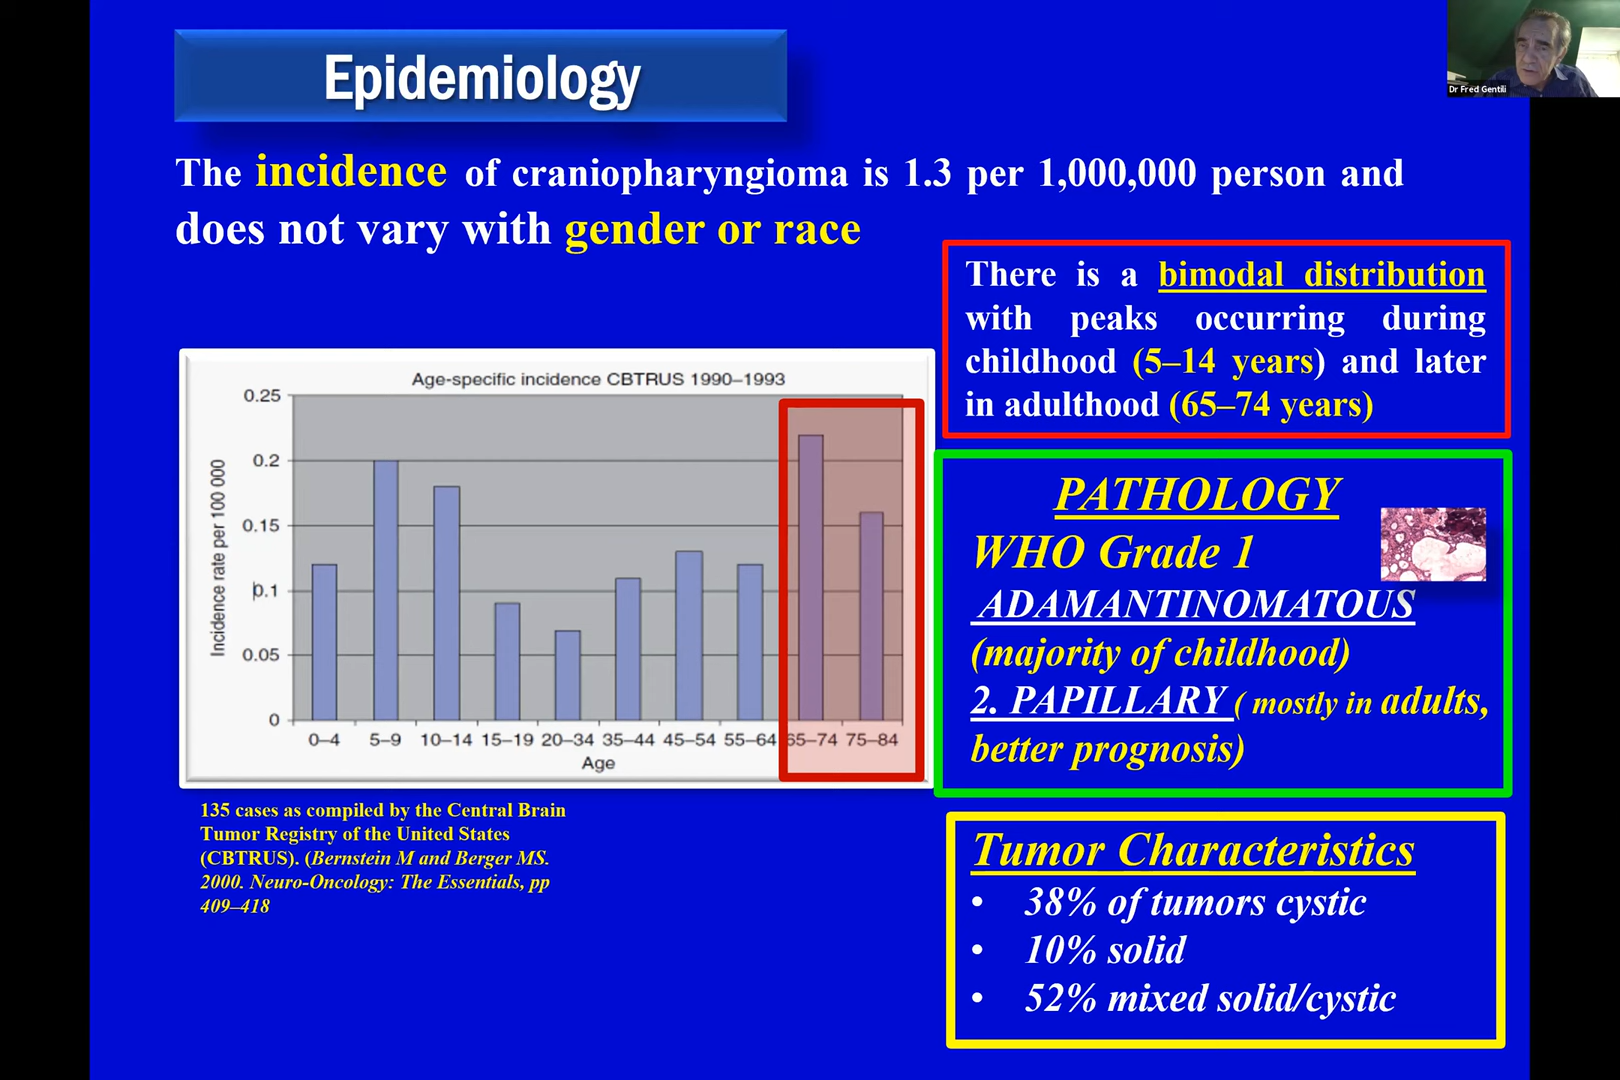 Epidemiology
Dr Fred Gentili
The incidence of craniopharyngioma is 1.3 per 1,000,000 person and
does not vary with gender or race
There is a bimodal distribution
with peaks occurring during
childhood (5–14 years) and later
in adulthood (65–74 years)
Age-specific incidence CBTRUS 1990–1993
Incidence rate per 100 000
0.25
0.2
0.15
0.1
0.05
0
0–4 5–9 10–14 15–19 20–34 35–44 45–54 55–64 65–74 75–84
Age
135 cases as compiled by the Central Brain
Tumor Registry of the United States
(CBTRUS). (Bernstein M and Berger MS.
2000. Neuro-Oncology: The Essentials, pp
409–418
PATHOLOGY
WHO Grade 1
ADAMANTINOMATOUS
(majority of childhood)
2. PAPILLARY ( mostly in adults,
better prognosis)
Tumor Characteristics
• 38% of tumors cystic
• 10% solid
• 52% mixed solid/cystic